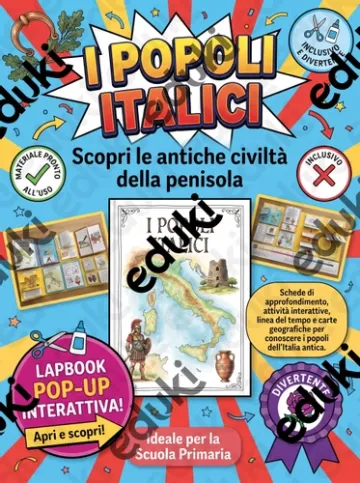 I POPOLI
ITALICI
INCLUSIVO
E DIVERTENTE
Scopri le antiche civiltà
della penisola
MATERIALE PRONTO
ALL'USO
INCLUSIVO
I POPOLI
ITALICI
Schede di
approfondimento,
attività interattive,
linea del tempo e carte
geografiche per
conoscere i popoli
dell'Italia antica.
LAPBOOK
POP-UP
INTERATTIVA!
Apri e scopri!
DIVERTENTE
Ideale per la
Scuola Primaria
eduki
eduki
eduki
eduki
eduki
eduki
eduki